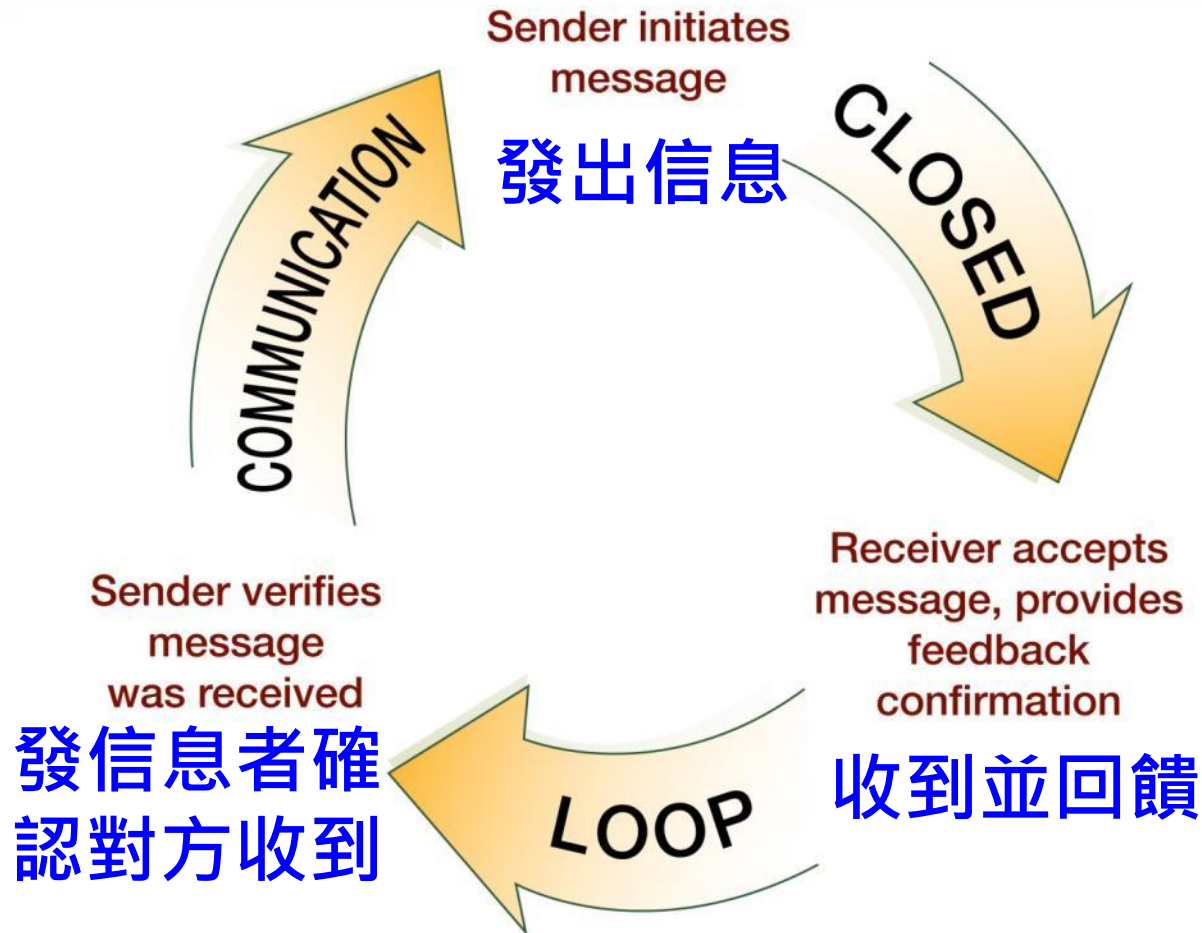 Sender initiates
message
發出信息
CLOSED
Receiver accepts
message, provides
feedback
confirmation
收到並回饋
LOOP
Sender verifies
message
was received
發信息者確
認對方收到
COMMUNICATION